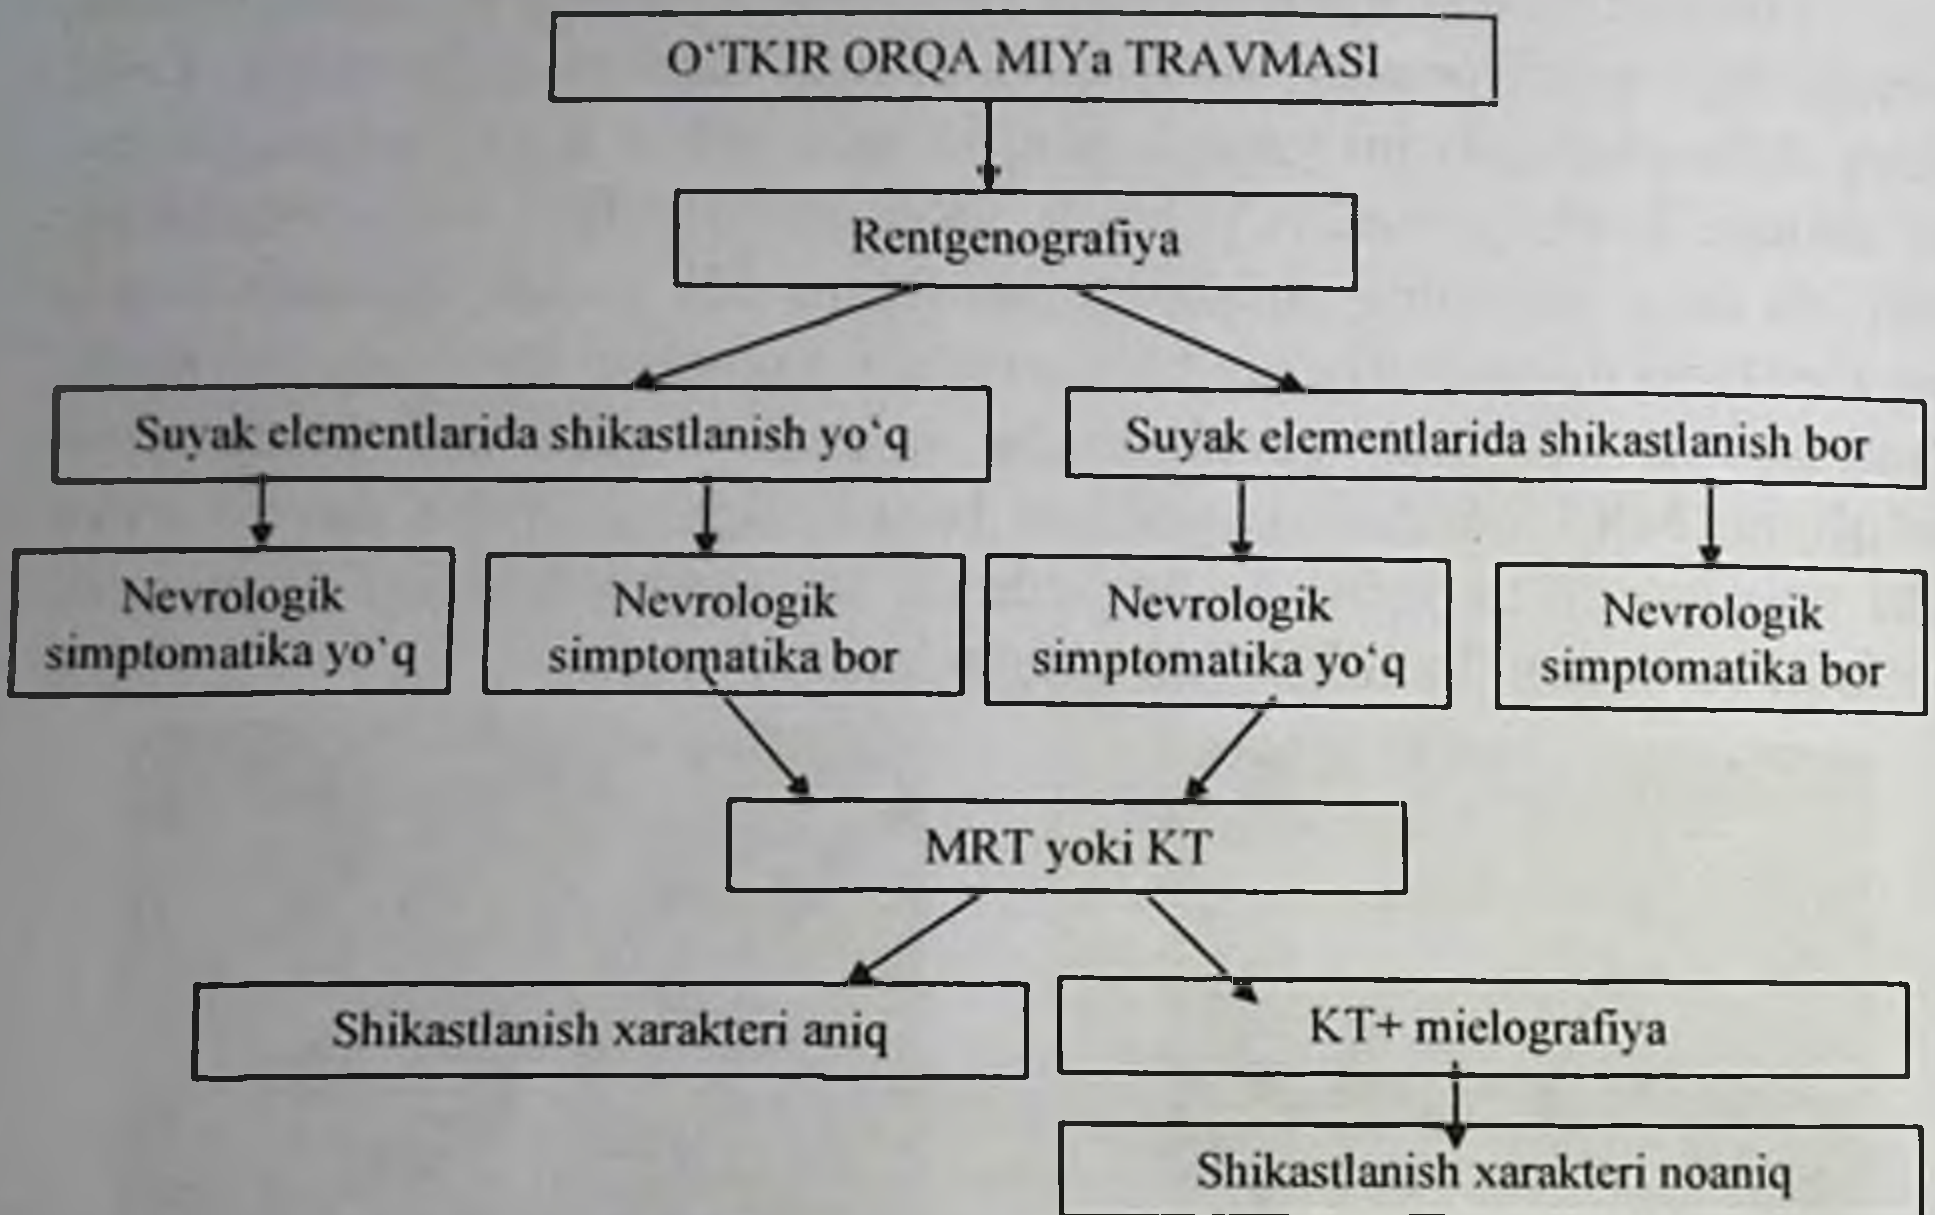 O‘TKIR ORQA MIYa TRAVMASI
Rentgenografiya
Suyak elementlarida shikastlanish yo‘q
Suyak elementlarida shikastlanish bor
Nevrologik
simptomatika yo‘q
Nevrologik
simptomatika bor
Nevrologik
simptomatika yo‘q
Nevrologik
simptomatika bor
MRT yoki KT
Shikastlanish xarakteri aniq
KT+ mielografiya
Shikastlanish xarakteri noaniq